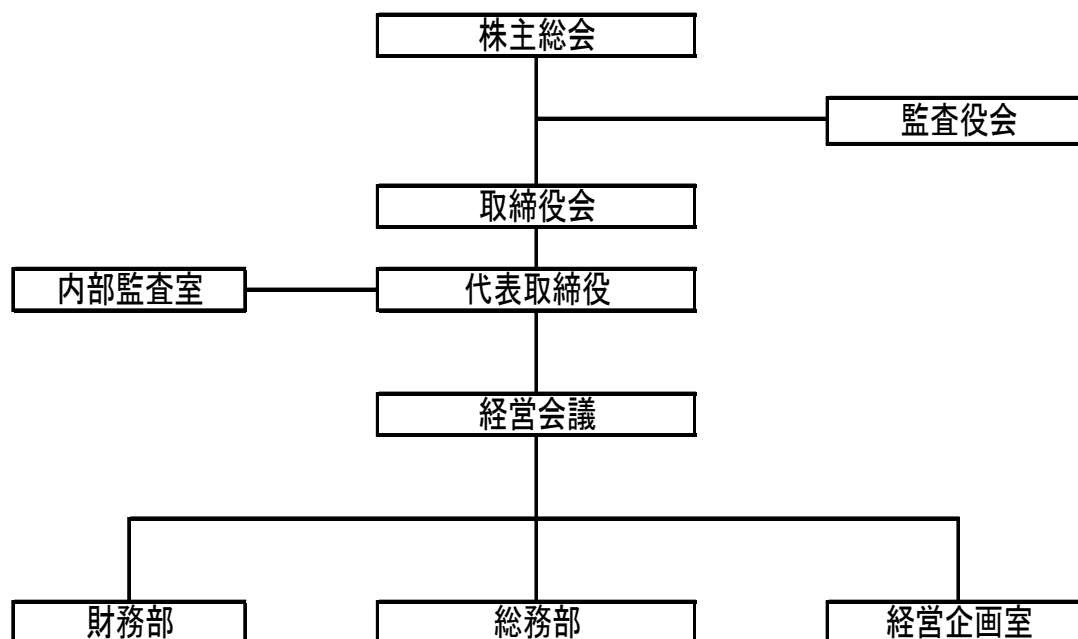 株主総会
監査役会
取締役会
内部監査室
代表取締役
経営会議
財務部
総務部
経営企画室